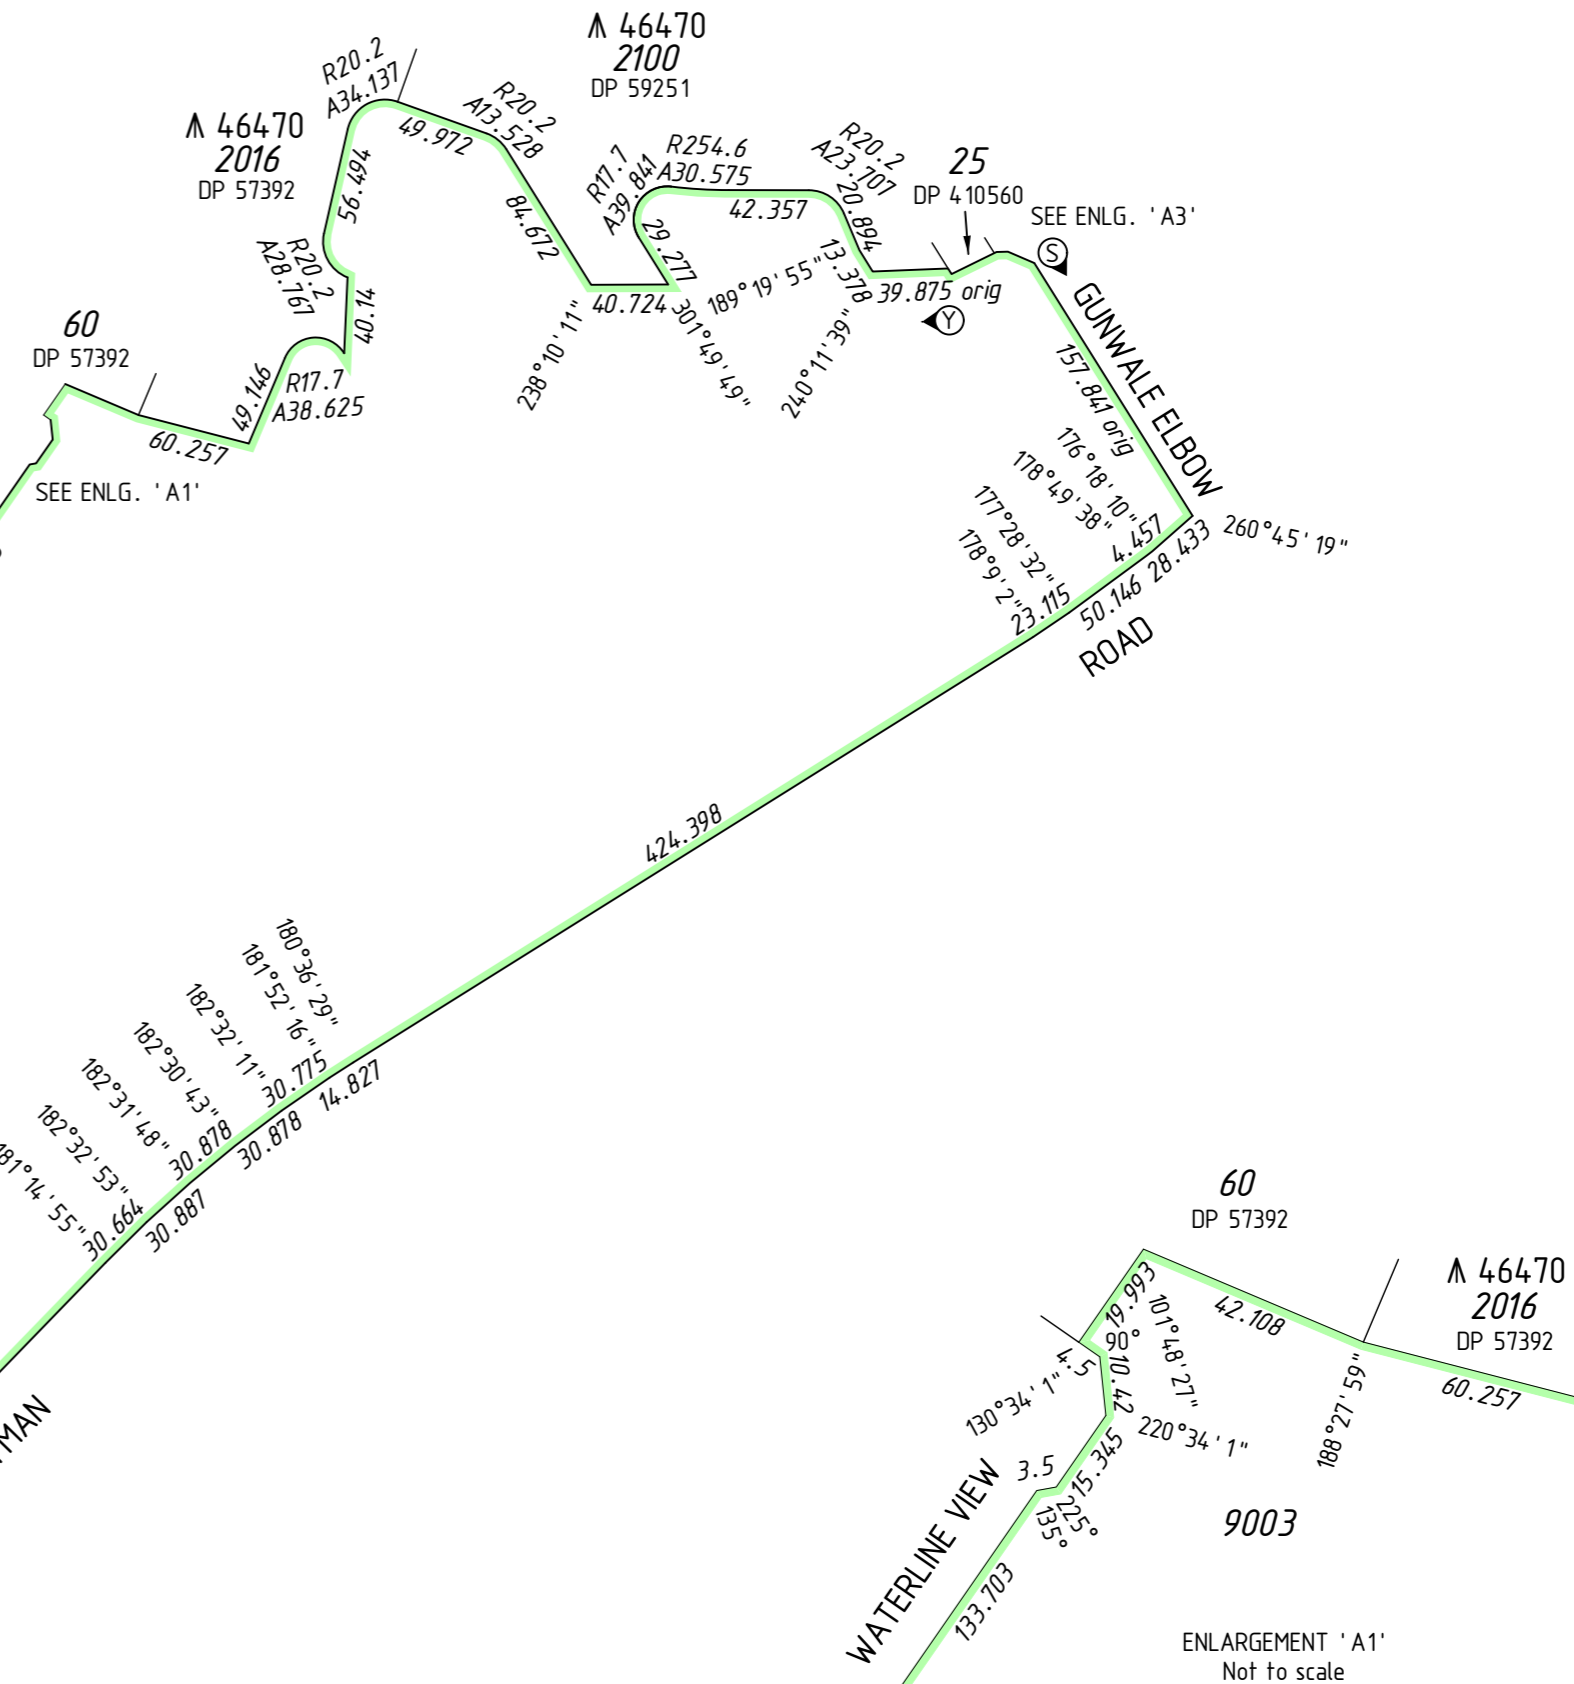 46470
2100
DP 59251
R20.2
A34.137
49.972
R20.2
A13.528
46470
2016
DP 57392
56.494
84.672
R17.7
A39.841
R254.6
A30.575
42.357
R20.2
A23.707
20.894
25
DP 410560
SEE ENLG. 'A3'
S
29.277
13.378
39.875 orig
Y
R20.2
A28.767
40.14
40.724
189°19'55"
301°49'49"
238°10'11"
240°11'39"
60
DP 57392
49.146
R17.7
A38.625
60.257
SEE ENLG. 'A1'
GUNWALE ELBOW
157.841 orig
176°18'10"
178°49'38"
177°28'32"
178°9'2"
4.457
28.433
260°45'19"
23.115
50.146
ROAD
424.398
180°36'29"
181°52'16"
182°32'11"
182°30'43"
182°31'48"
182°32'53"
181°14'55"
30.775
14.827
30.878
30.878
30.887
30.664
MAN
60
DP 57392
46470
2016
DP 57392
19.993
42.108
90°
101°48'27"
4.5
10.42
130°34'1"
220°34'1"
188°27'59"
60.257
15.345
3.5
225°
135°
WATERLINE VIEW
133.703
9003
ENLARGEMENT 'A1'
Not to scale